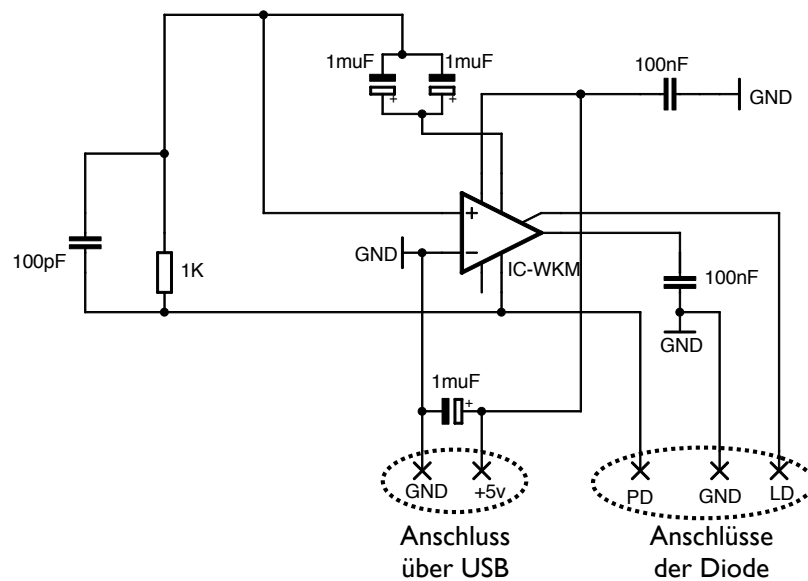 1muF
1muF
100nF
GND
+
+
100pF
1K
GND
+
−
IC-WKM
100nF
GND
1muF
+
GND
+5v
PD
GND
LD
Anschluss
über USB
Anschlüsse
der Diode